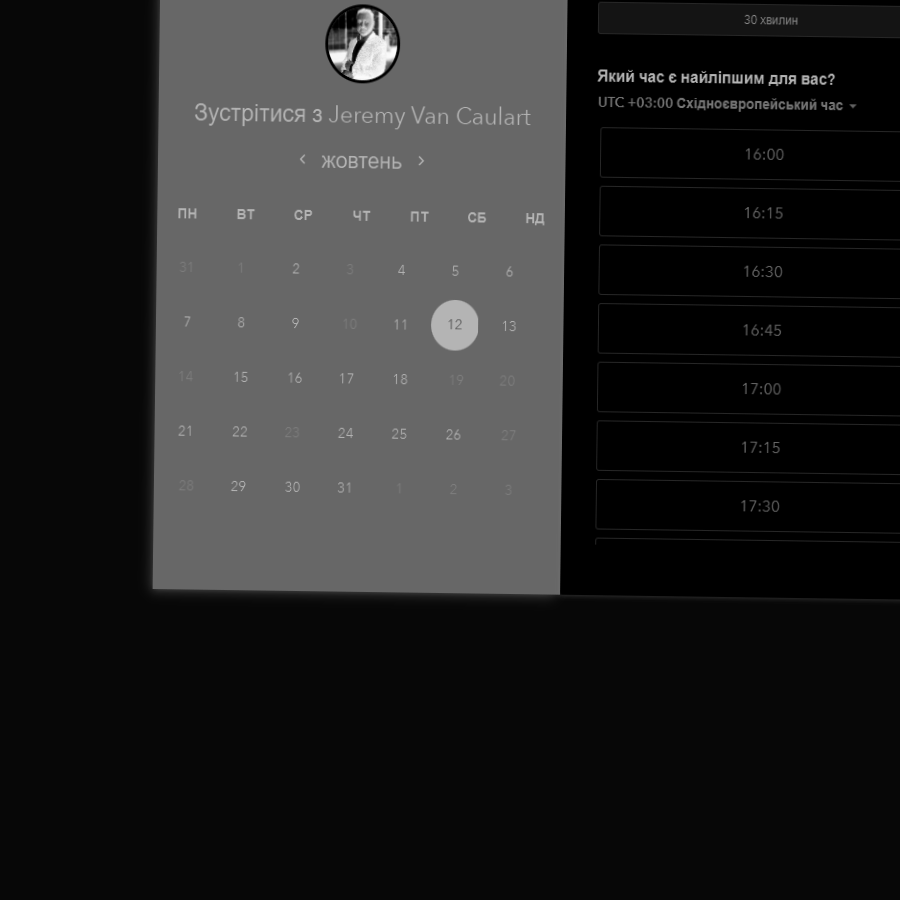 Зустрітися з Jeremy Van Caulart
‹ жовтень ›
ПН ВТ СР ЧТ ПТ СБ НД
31 1 2 3 4 5 6
7 8 9 10 11 12 13
14 15 16 17 18 19 20
21 22 23 24 25 26 27
28 29 30 31 1 2 3
30 хвилин
Який час є найліпшим для вас?
UTC +03:00 Східноєвропейський час
16:00
16:15
16:30
16:45
17:00
17:15
17:30